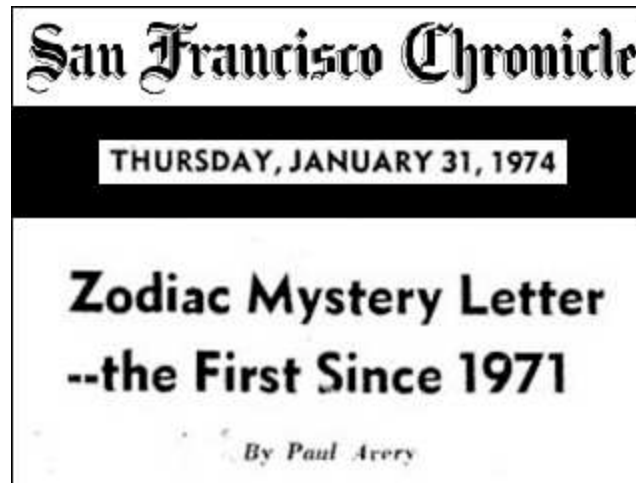 San Francisco Chronicle
THURSDAY, JANUARY 31, 1974
Zodiac Mystery Letter
--the First Since 1971
By Paul Avery